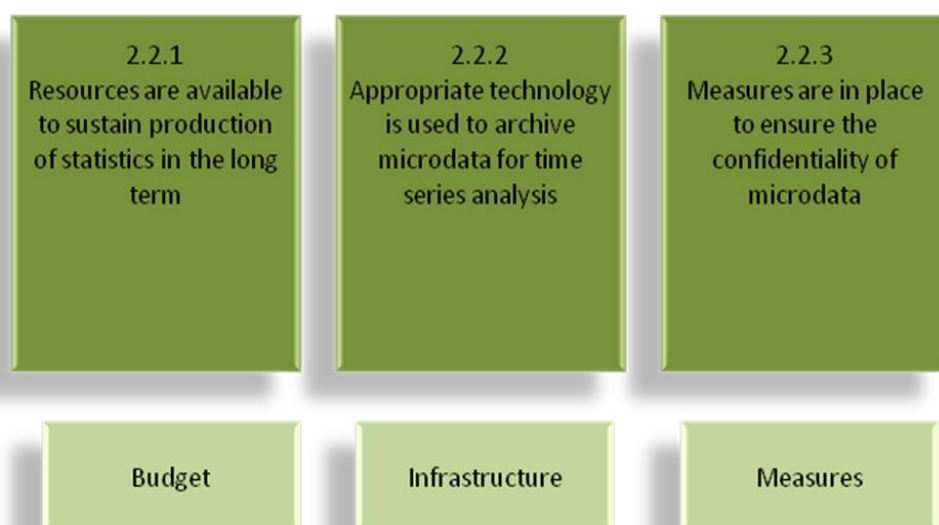 2.2.1
Resources are available
to sustain production
of statistics in the long
term
2.2.2
Appropriate technology
is used to archive
microdata for time
series analysis
2.2.3
Measures are in place
to ensure the
confidentiality of
microdata
Budget
Infrastructure
Measures